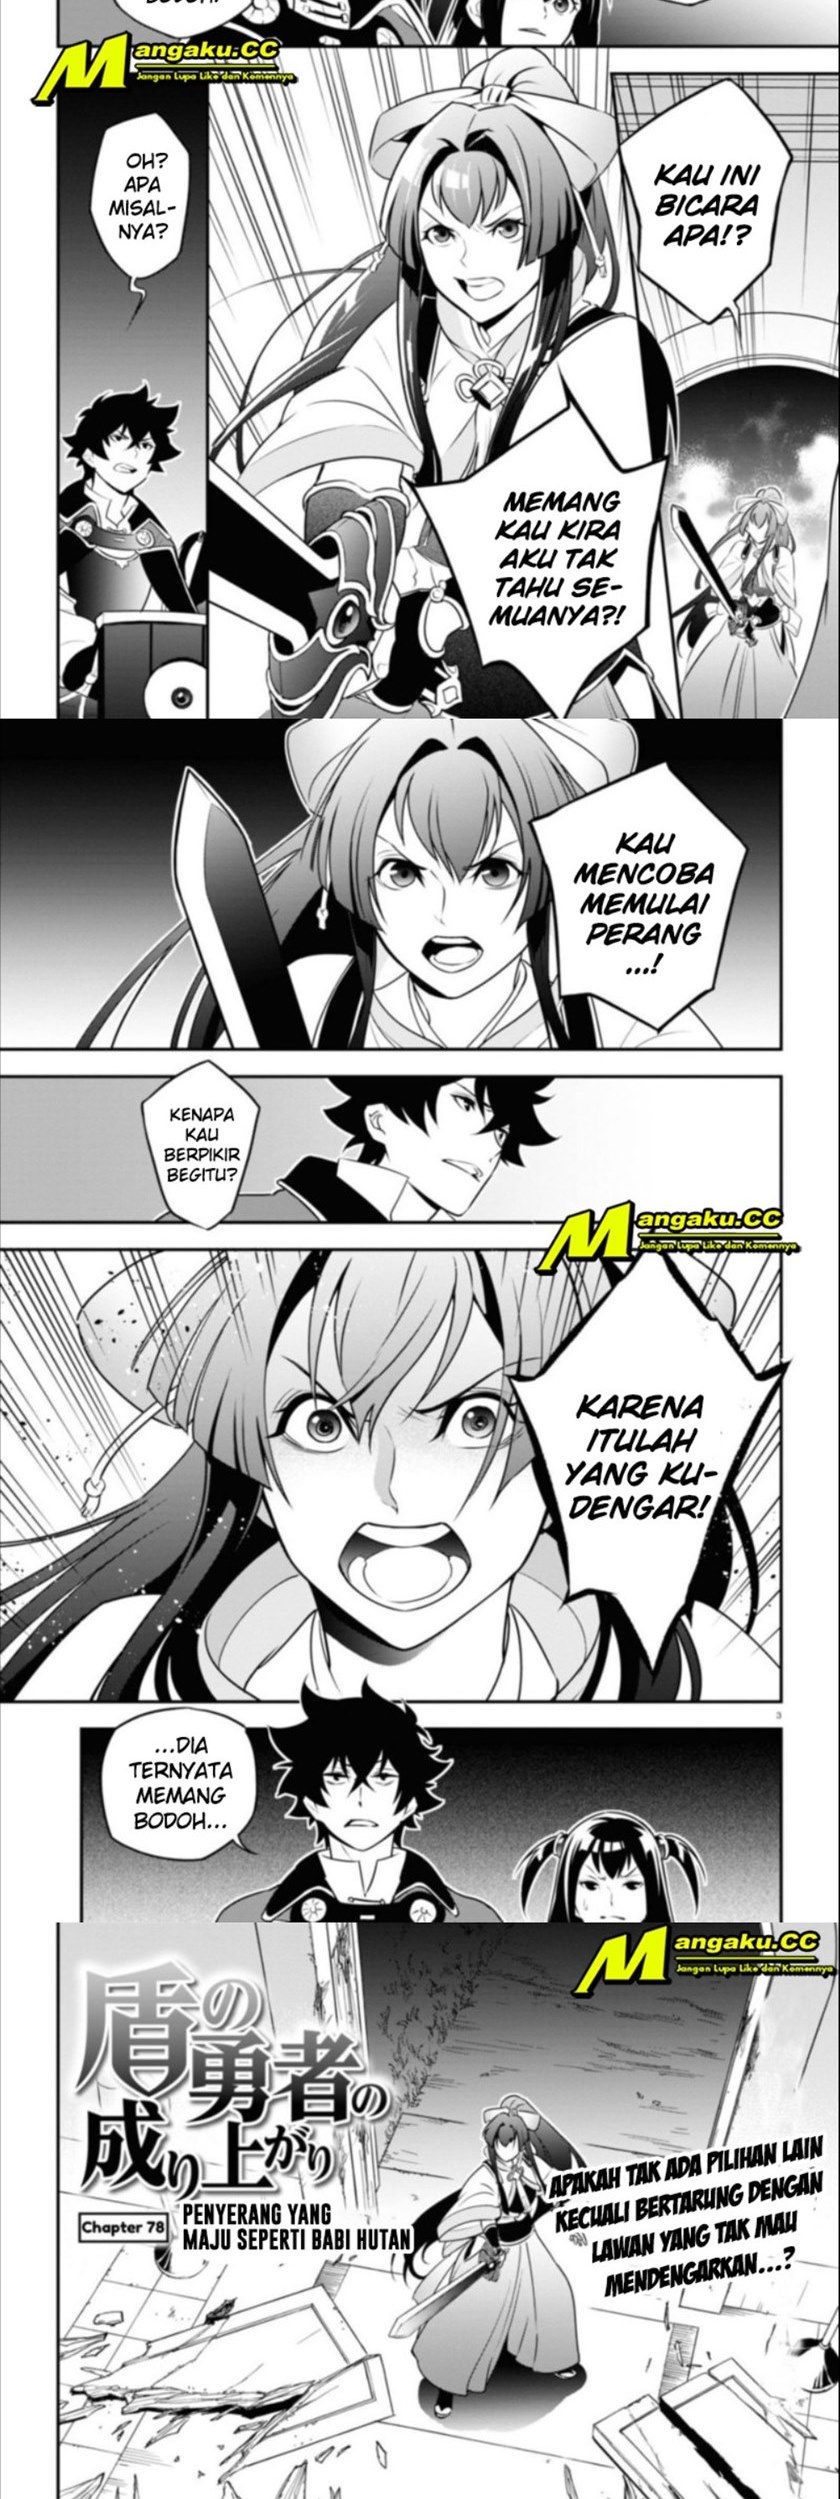 BODOH.
Mangaku.CC
Jangan Lupa Like dan Komennya
KAU INI
BICARA
APA!?
MEMANG
KAU KIRA
AKU TAK
TAHU SE-
MUANYA?!
OH?
APA
MISAL-
NYA?
KAU
MENCOBA
MEMULAI
PERANG
...!
KENAPA
KAU
BERPIKIR
BEGITU?
Mangaku.CC
Jangan Lupa Like dan Komennya
KARENA
ITULAH
YANG KU-
DENGAR!
3
...DIA
TERNYATA
MEMANG
BODOH...
Mangaku.CC
Jangan Lupa Like dan Komennya
盾の勇者の
成り上がり
Chapter 78
PENYERANG YANG
MAJU SEPERTI BABI HUTAN
APAKAH TAK ADA PILIHAN LAIN
KECUALI BERTARUNG DENGAN
LAWAN YANG TAK MAU
MENDENGARKAN...?